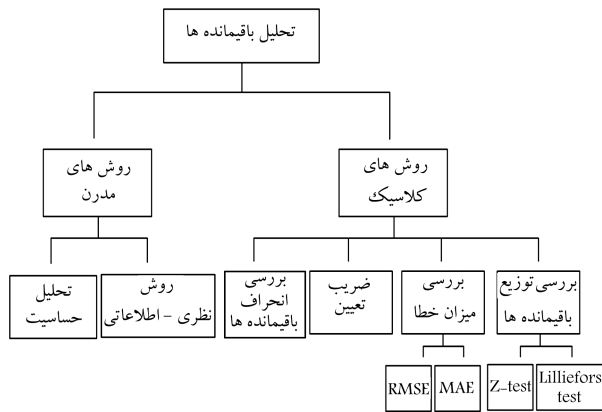 تحلیل باقیمانده ها
روش های
کلاسیک
روش های
مدرن
بررسی توزیع
باقیمانده ها
بررسی
میزان خطا
ضریب
تعیین
بررسی
انحراف
باقیمانده ها
روش
نظری - اطلاعاتی
تحلیل
حساسیت
Lilliefors
test
Z-test
MAE
RMSE